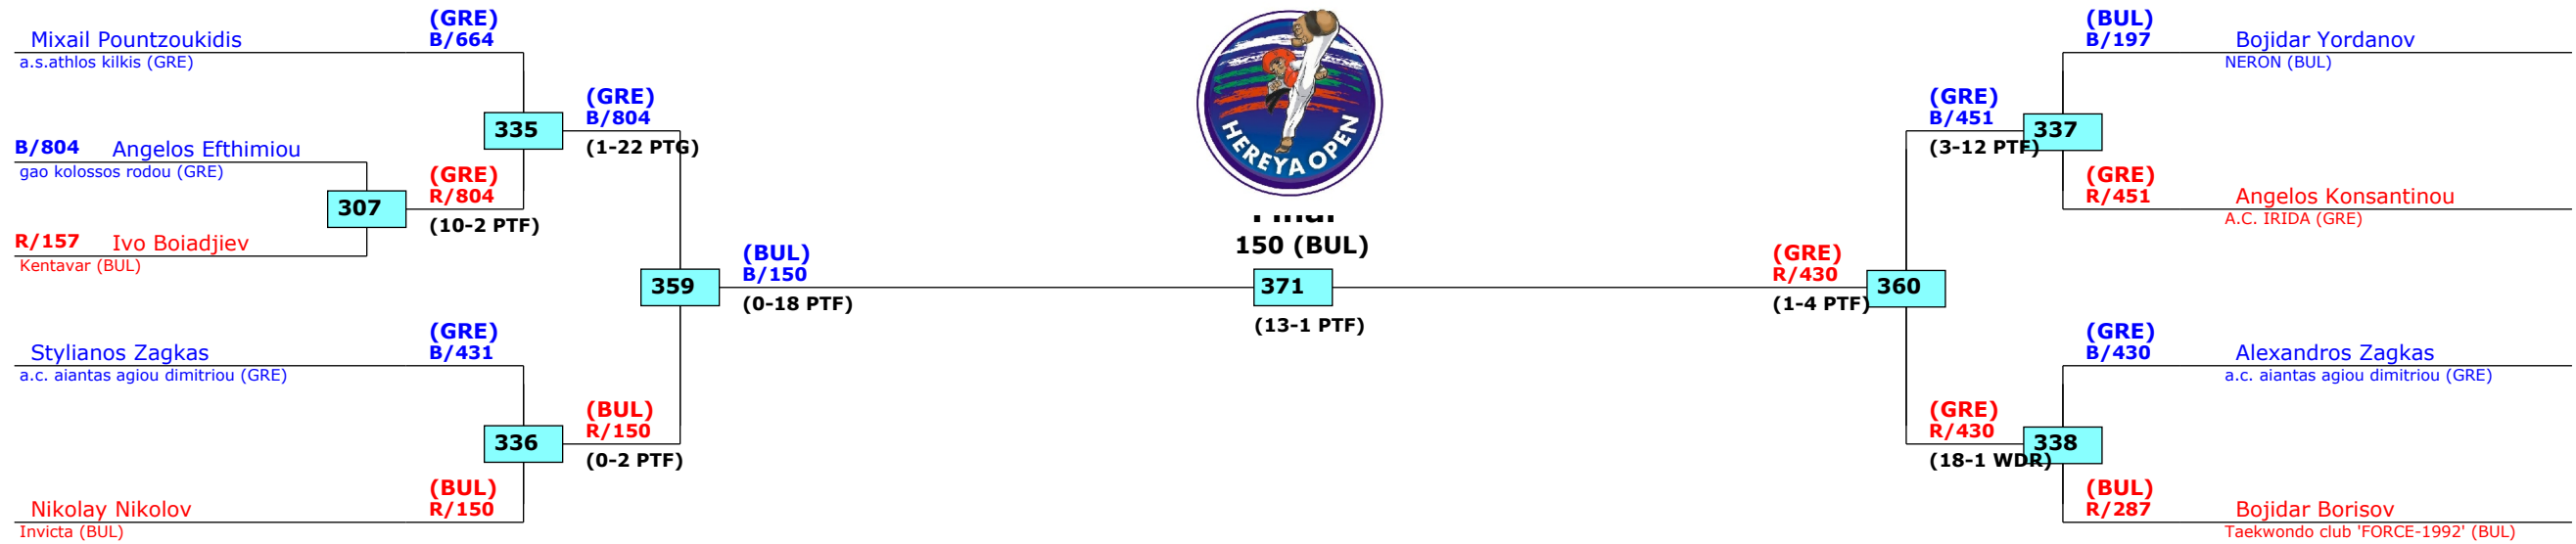 (GRE)
B/664
Mixail Pountzoukidis
a.s.athlos kilkis (GRE)
B/804 Angelos Efthimiou
gao kolossos rodou (GRE)
R/157 Ivo Boiadjiev
Kentavar (BUL)
307
(GRE)
R/804
(10-2 PTF)
335
(GRE)
B/804
(1-22 PTG)
Stylianos Zagkas
a.c. aiantas agiou dimitriou (GRE)
(GRE)
B/431
Nikolay Nikolov
Invicta (BUL)
(BUL)
R/150
336
(BUL)
R/150
(0-2 PTF)
359
(BUL)
B/150
(0-18 PTF)
HEREYA OPEN
Final
150 (BUL)
371
(13-1 PTF)
(GRE)
R/430
(1-4 PTF)
360
(GRE)
B/451
(3-12 PTF)
337
(BUL)
B/197
Bojidar Yordanov
NERON (BUL)
(GRE)
R/451
Angelos Konsantinou
A.C. IRIDA (GRE)
(GRE)
R/430
(18-1 WDR)
338
(GRE)
B/430
Alexandros Zagkas
a.c. aiantas agiou dimitriou (GRE)
(BUL)
R/287
Bojidar Borisov
Taekwondo club 'FORCE-1992' (BUL)